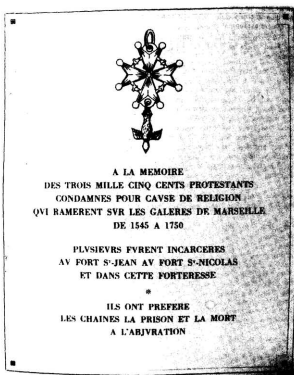 A LA MEMOIRE
DES TROIS MILLE CINQ CENTS PROTESTANTS
CONDAMNES POUR CAVSE DE RELIGION
QVI RAMERENT SVR LES GALERES DE MARSEILLE
DE 1545 A 1750
PLVSIEVRS FVRENT INCARCERES
AV FORT St-JEAN AV FORT St-NICOLAS
ET DANS CETTE FORTERESSE
*
ILS ONT PREFERE
LES CHAINES LA PRISON ET LA MORT
A L'ABJVRATION